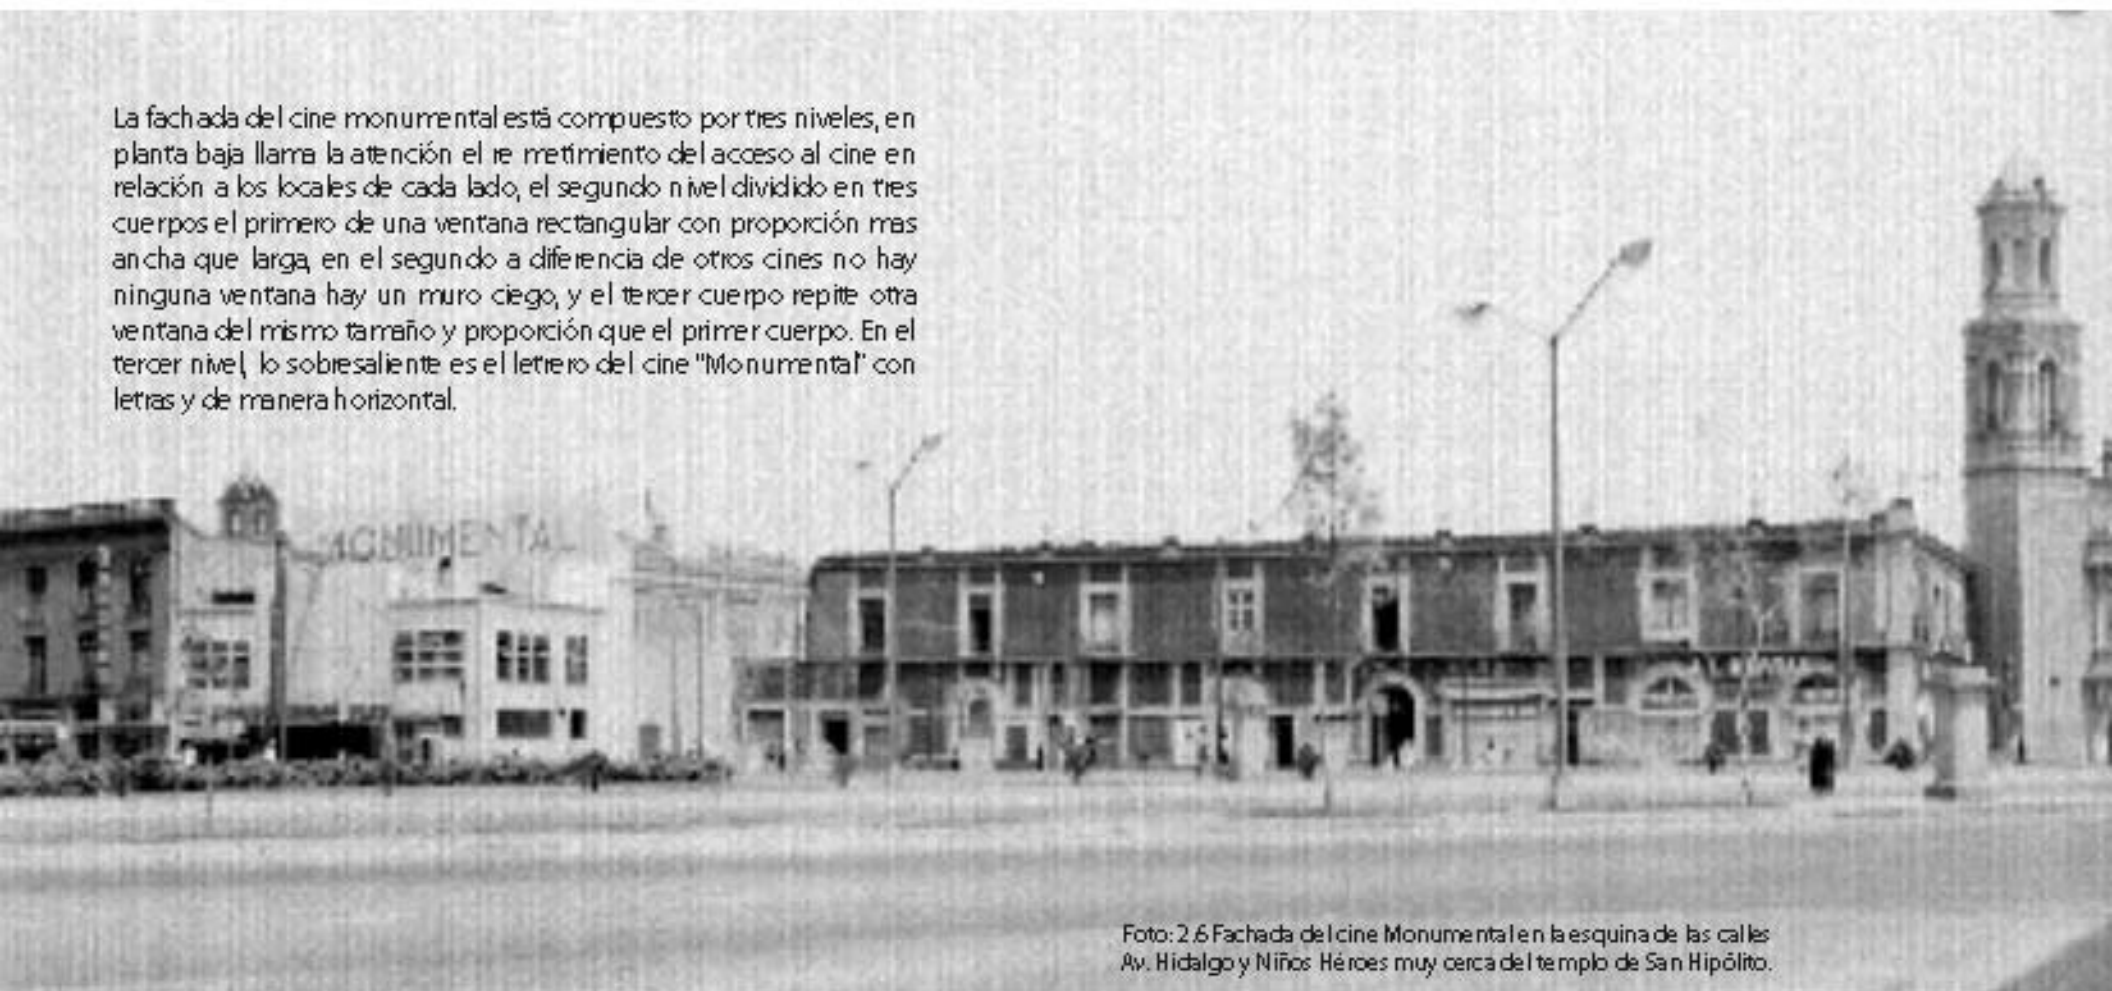 La fachada del cine monumental está compuesto por tres niveles, en
planta baja llama la atención el re metimiento del acceso al cine en
relación a los locales de cada lado, el segundo nivel dividido en tres
cuerpos el primero de una ventana rectangular con proporción mas
ancha que larga, en el segundo a diferencia de otros cines no hay
ninguna ventana hay un muro ciego, y el tercer cuerpo repite otra
ventana del mismo tamaño y proporción que el primer cuerpo. En el
tercer nivel, lo sobresaliente es el letrero del cine "Monumental" con
letras y de manera horizontal.
MONUMENTAL
Foto: 2.6 Fachada del cine Monumental en la esquina de las calles
Av. Hidalgo y Niños Héroes muy cerca del templo de San Hipólito.